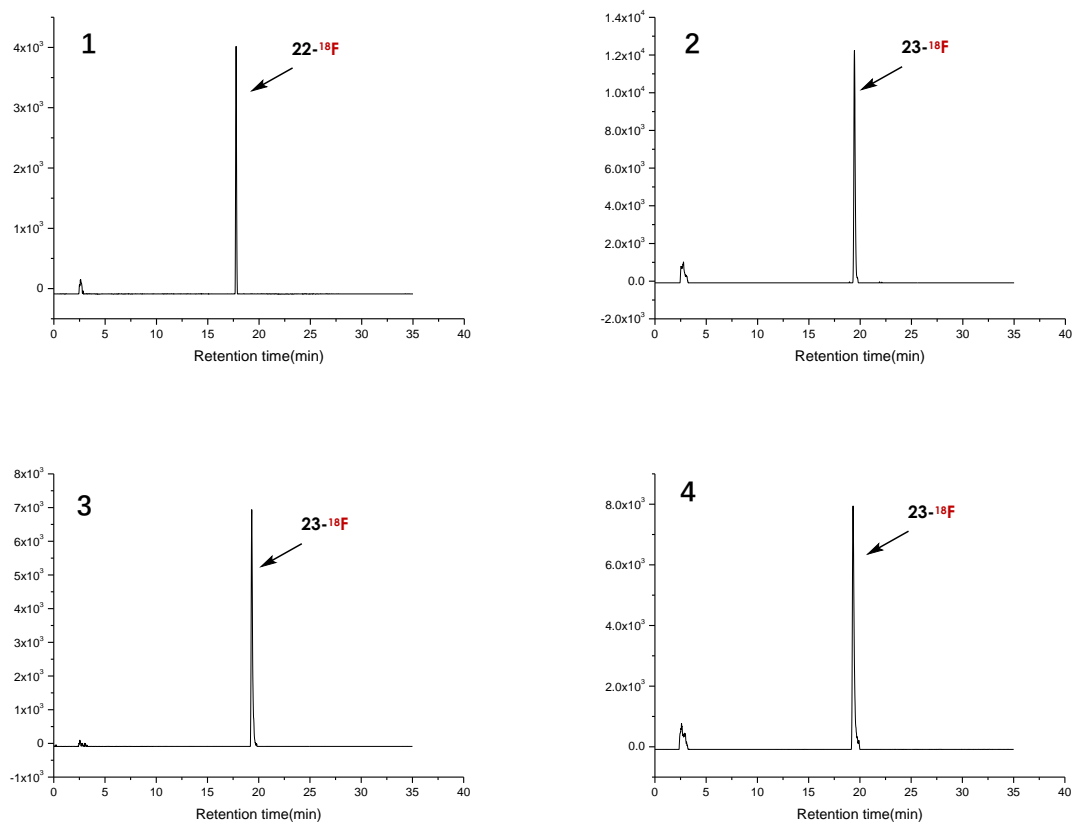 1
22-¹⁸F
4x10³
3x10³
2x10³
1x10³
0
0 5 10 15 20 25 30 35 40
Retention time(min)
2
23-¹⁸F
1.4x10⁴
1.2x10⁴
1.0x10⁴
8.0x10³
6.0x10³
4.0x10³
2.0x10³
0.0
-2.0x10³
0 5 10 15 20 25 30 35 40
Retention time(min)
3
23-¹⁸F
8x10³
7x10³
6x10³
5x10³
4x10³
3x10³
2x10³
1x10³
0
-1x10³
0 5 10 15 20 25 30 35 40
Retention time(min)
4
23-¹⁸F
8.0x10³
6.0x10³
4.0x10³
2.0x10³
0.0
0 5 10 15 20 25 30 35 40
Retention time(min)